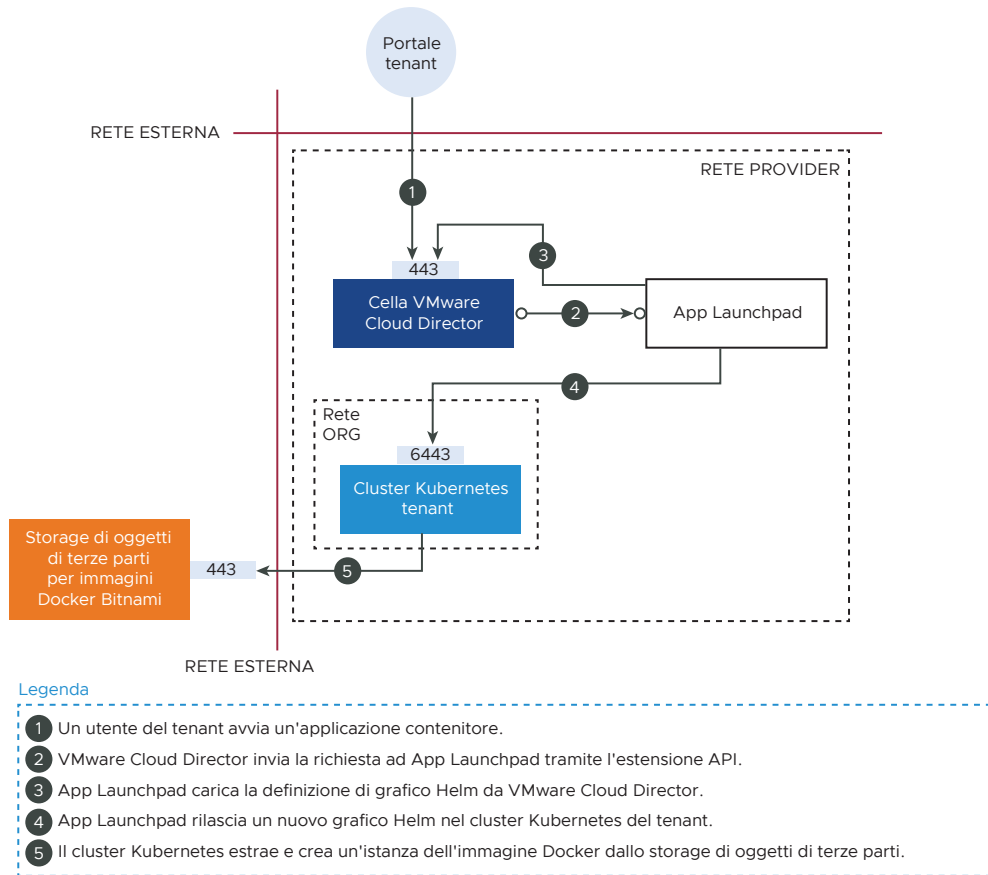 Portale
tenant
RETE ESTERNA
RETE PROVIDER
1
3
443
Cella VMware
Cloud Director
2
App Launchpad
4
Rete
ORG
6443
Cluster Kubernetes
tenant
Storage di oggetti
di terze parti
per immagini
Docker Bitnami
443
5
RETE ESTERNA
Legenda
1 Un utente del tenant avvia un'applicazione contenitore.
2 VMware Cloud Director invia la richiesta ad App Launchpad tramite l'estensione API.
3 App Launchpad carica la definizione di grafico Helm da VMware Cloud Director.
4 App Launchpad rilascia un nuovo grafico Helm nel cluster Kubernetes del tenant.
5 Il cluster Kubernetes estrae e crea un'istanza dell'immagine Docker dallo storage di oggetti di terze parti.